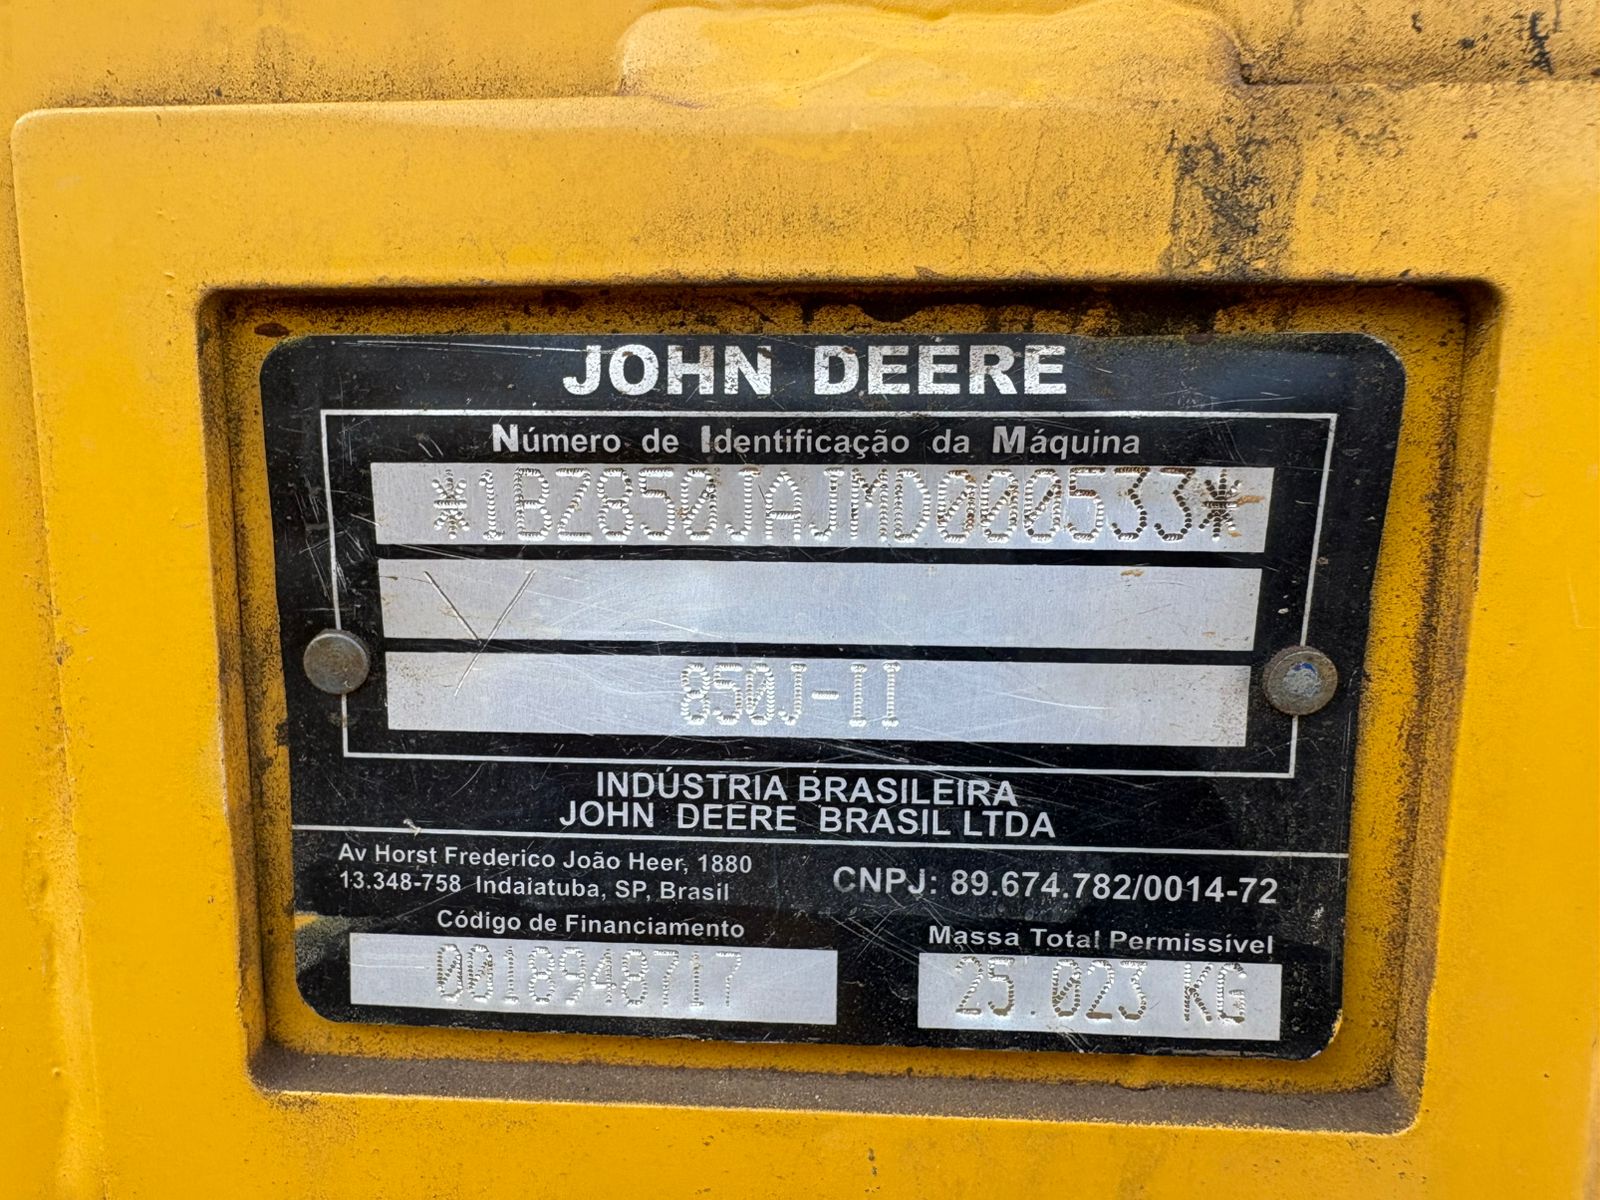 JOHN DEERE
Número de Identificação da Máquina
*1BZ850JAJMD000533*
850J-II
INDÚSTRIA BRASILEIRA
JOHN DEERE BRASIL LTDA
Av Horst Frederico João Heer, 1880
13.348-758 Indaiatuba, SP, Brasil
CNPJ: 89.674.782/0014-72
Código de Financiamento
0018948717
Massa Total Permissível
25.023 KG